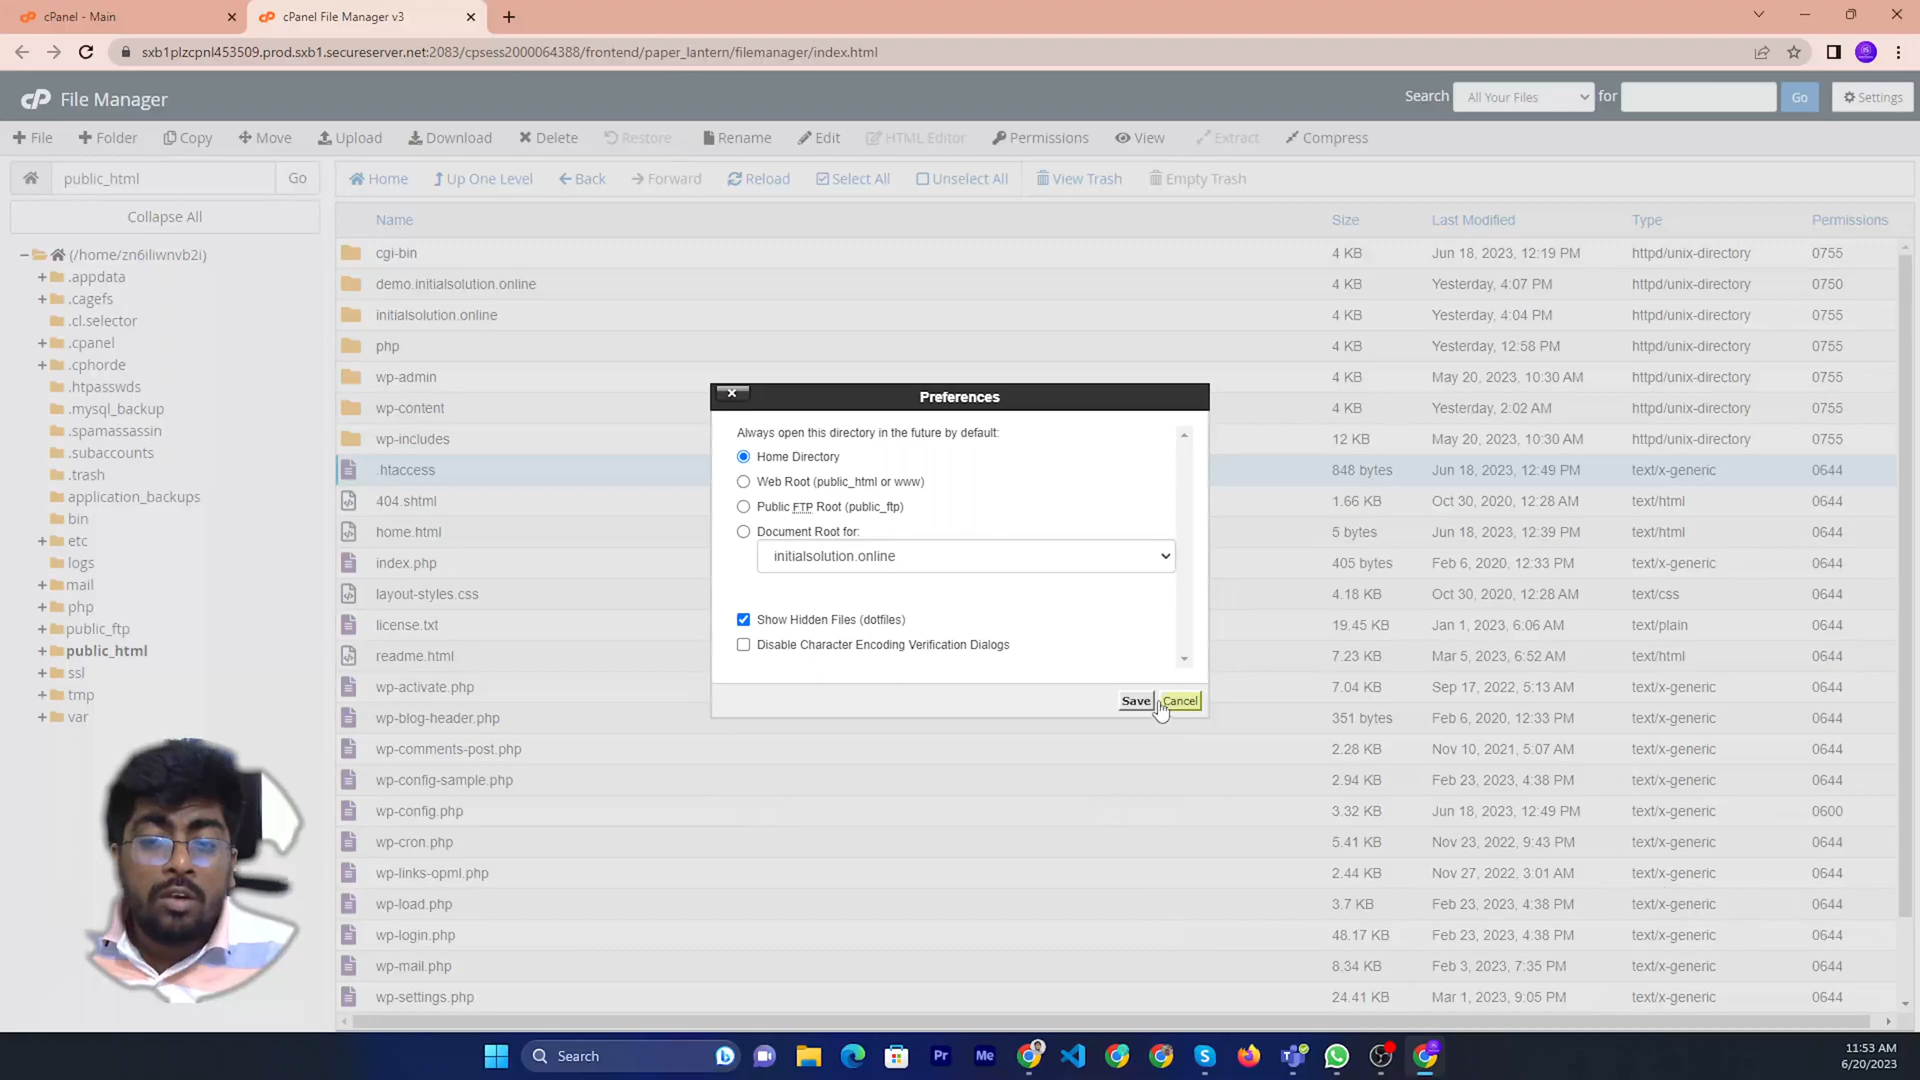 cPanel - Main
cPanel File Manager v3
sxb1plzcpnl453509.prod.sxb1.secureserver.net:2083/cpsess2000064388/frontend/paper_lantern/filemanager/index.html
cP File Manager
Search All Your Files for Go Settings
File Folder Copy Move Upload Download Delete Restore Rename Edit HTML Editor Permissions View Extract Compress
public_html Go
Home Up One Level Back Forward Reload Select All Unselect All View Trash Empty Trash
Collapse All
(/home/zn6iliwnvb2i)
.appdata
.cagefs
.cl.selector
.cpanel
.cphorde
.htpasswds
.mysql_backup
.spamassassin
.subaccounts
.trash
application_backups
bin
etc
logs
mail
php
public_ftp
public_html
ssl
tmp
var
Name Size Last Modified Type Permissions
cgi-bin 4 KB Jun 18, 2023, 12:19 PM httpd/unix-directory 0755
demo.initialsolution.online 4 KB Yesterday, 4:07 PM httpd/unix-directory 0750
initialsolution.online 4 KB Yesterday, 4:04 PM httpd/unix-directory 0755
php 4 KB Yesterday, 12:58 PM httpd/unix-directory 0755
wp-admin 4 KB May 20, 2023, 10:30 AM httpd/unix-directory 0755
wp-content 4 KB Yesterday, 2:02 AM httpd/unix-directory 0755
wp-includes 12 KB May 20, 2023, 10:30 AM httpd/unix-directory 0755
.htaccess 848 bytes Jun 18, 2023, 12:49 PM text/x-generic 0644
404.shtml 1.66 KB Oct 30, 2020, 12:28 AM text/html 0644
home.html 5 bytes Jun 18, 2023, 12:39 PM text/html 0644
index.php 405 bytes Feb 6, 2020, 12:33 PM text/x-generic 0644
layout-styles.css 4.18 KB Oct 30, 2020, 12:28 AM text/css 0644
license.txt 19.45 KB Jan 1, 2023, 6:06 AM text/plain 0644
readme.html 7.23 KB Mar 5, 2023, 6:52 AM text/html 0644
wp-activate.php 7.04 KB Sep 17, 2022, 5:13 AM text/x-generic 0644
wp-blog-header.php 351 bytes Feb 6, 2020, 12:33 PM text/x-generic 0644
wp-comments-post.php 2.28 KB Nov 10, 2021, 5:07 AM text/x-generic 0644
wp-config-sample.php 2.94 KB Feb 23, 2023, 4:38 PM text/x-generic 0644
wp-config.php 3.32 KB Jun 18, 2023, 12:49 PM text/x-generic 0600
wp-cron.php 5.41 KB Nov 23, 2022, 9:43 PM text/x-generic 0644
wp-links-opml.php 2.44 KB Nov 27, 2022, 3:01 AM text/x-generic 0644
wp-load.php 3.7 KB Feb 23, 2023, 4:38 PM text/x-generic 0644
wp-login.php 48.17 KB Feb 23, 2023, 4:38 PM text/x-generic 0644
wp-mail.php 8.34 KB Feb 3, 2023, 7:35 PM text/x-generic 0644
wp-settings.php 24.41 KB Mar 1, 2023, 9:05 PM text/x-generic 0644
Preferences
Always open this directory in the future by default:
Home Directory
Web Root (public_html or www)
Public FTP Root (public_ftp)
Document Root for:
initialsolution.online
Show Hidden Files (dotfiles)
Disable Character Encoding Verification Dialogs
Save Cancel
Search
Pr
Me
11:53 AM
6/20/2023